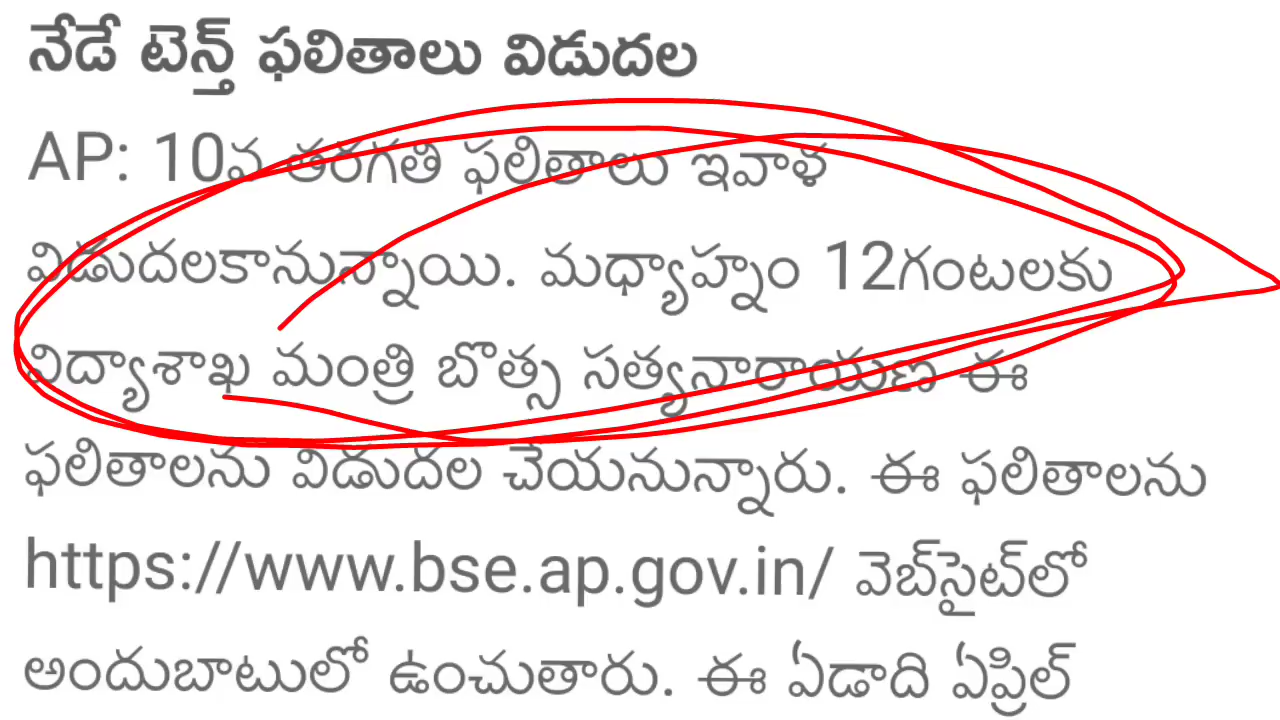 నేడే టెన్త్ ఫలితాలు విడుదల
AP: 10వ తరగతి ఫలితాలు ఇవాళ
విడుదలకానున్నాయి. మధ్యాహ్నం 12గంటలకు
విద్యాశాఖ మంత్రి బొత్స సత్యనారాయణ ఈ
ఫలితాలను విడుదల చేయనున్నారు. ఈ ఫలితాలను
https://www.bse.ap.gov.in/ వెబ్‌సైట్‌లో
అందుబాటులో ఉంచుతారు. ఈ ఏడాది ఏప్రిల్